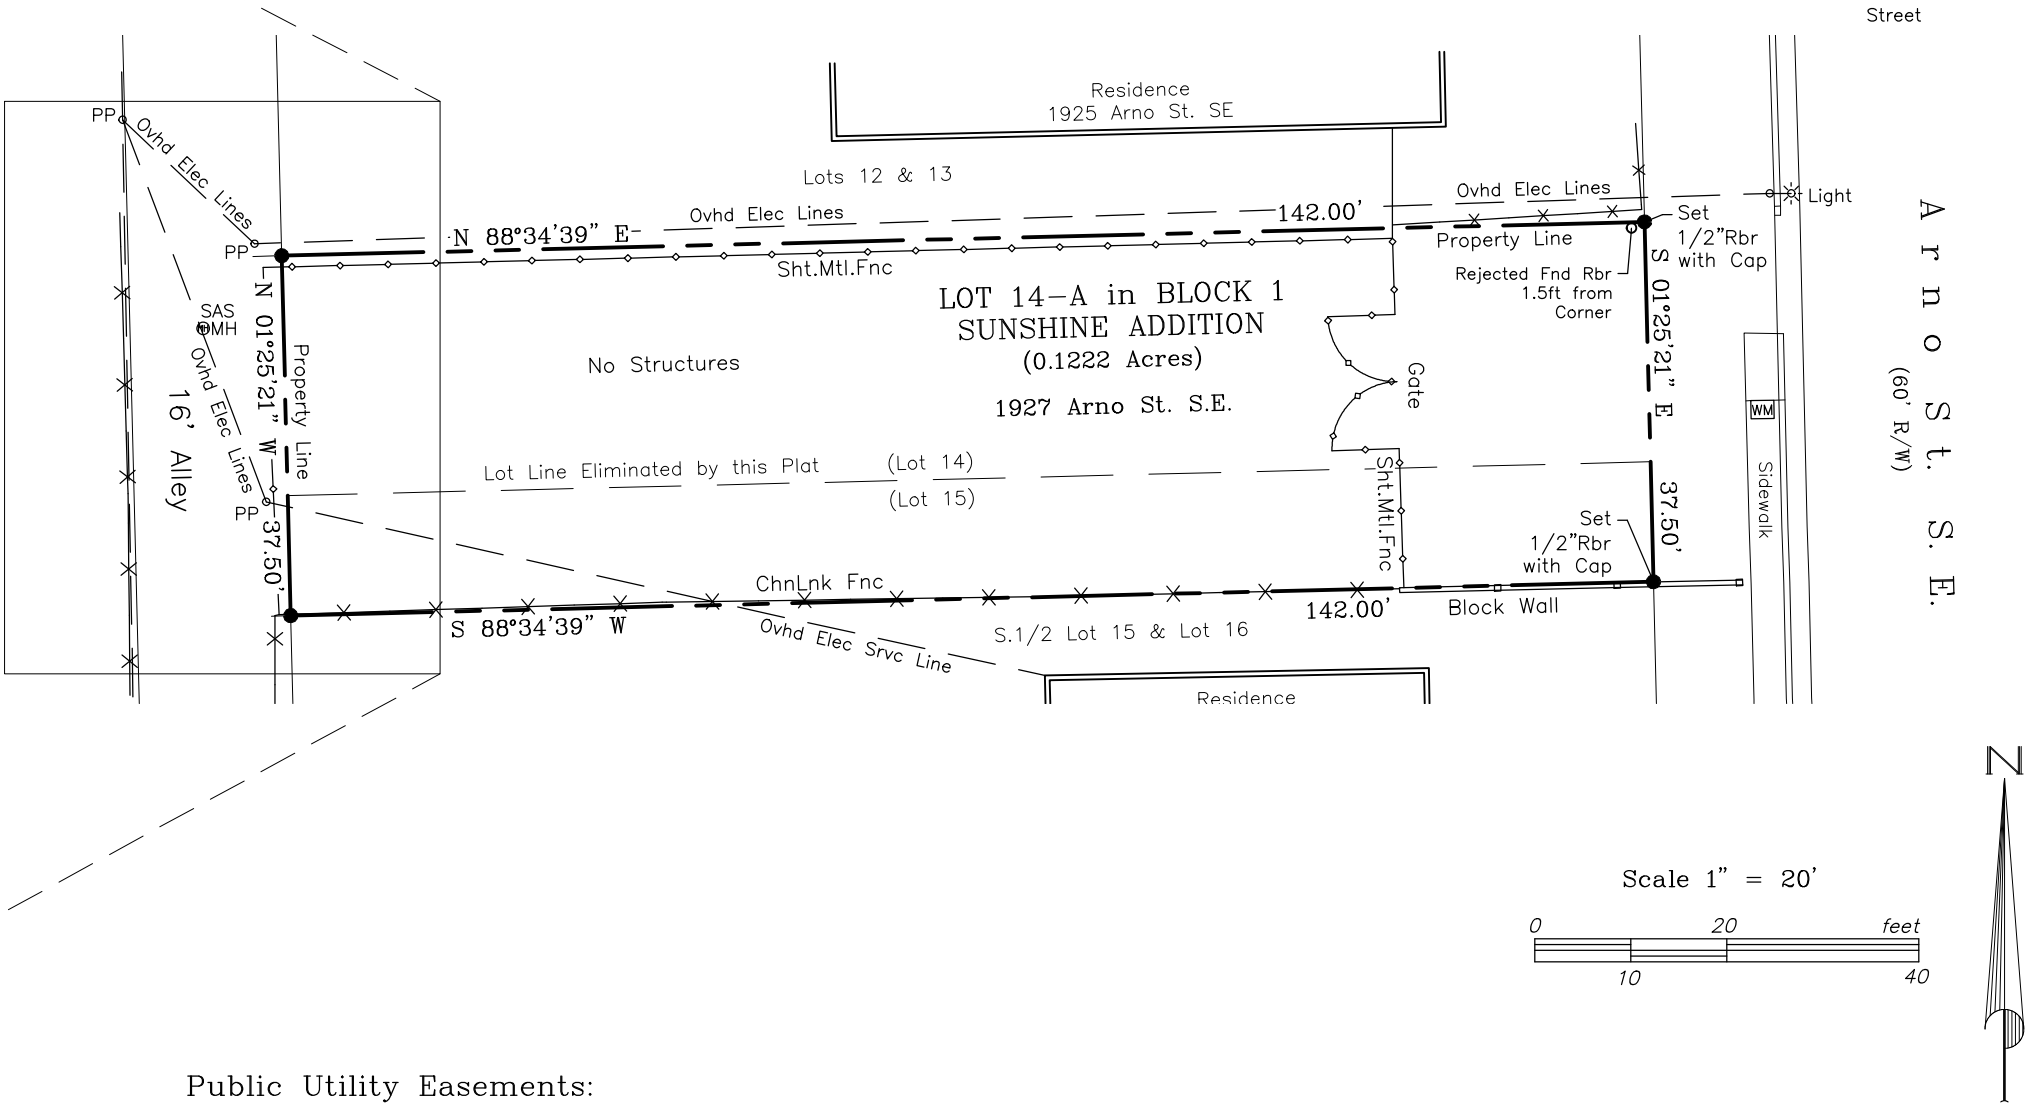 Street
Residence
1925 Arno St. SE
PP
Ovhd Elec Lines
Lots 12 & 13
Ovhd Elec Lines
Light
Ovhd Elec Lines
142.00'
Set
1/2"Rbr
with Cap
N 88°34'39" E
PP
Property Line
Sht.Mtl.Fnc
Rejected Fnd Rbr
1.5ft from
Corner
S 01°25'21" E
Arno St. S.E.
(60' R/W)
LOT 14-A in BLOCK 1
SUNSHINE ADDITION
(0.1222 Acres)
1927 Arno St. S.E.
N 01°25'21" W
SAS
MH
Ovhd Elec Lines
16' Alley
Property Line
No Structures
Gate
WM
Sidewalk
Lot Line Eliminated by this Plat
(Lot 14)
(Lot 15)
Sht.Mtl.Fnc
37.50'
PP
37.50'
Set
1/2"Rbr
with Cap
ChnLnk Fnc
142.00'
Block Wall
S 88°34'39" W
Ovhd Elec Srvc Line
S.1/2 Lot 15 & Lot 16
Residence
N
Scale 1" = 20'
0 20 feet
10 40
Public Utility Easements: